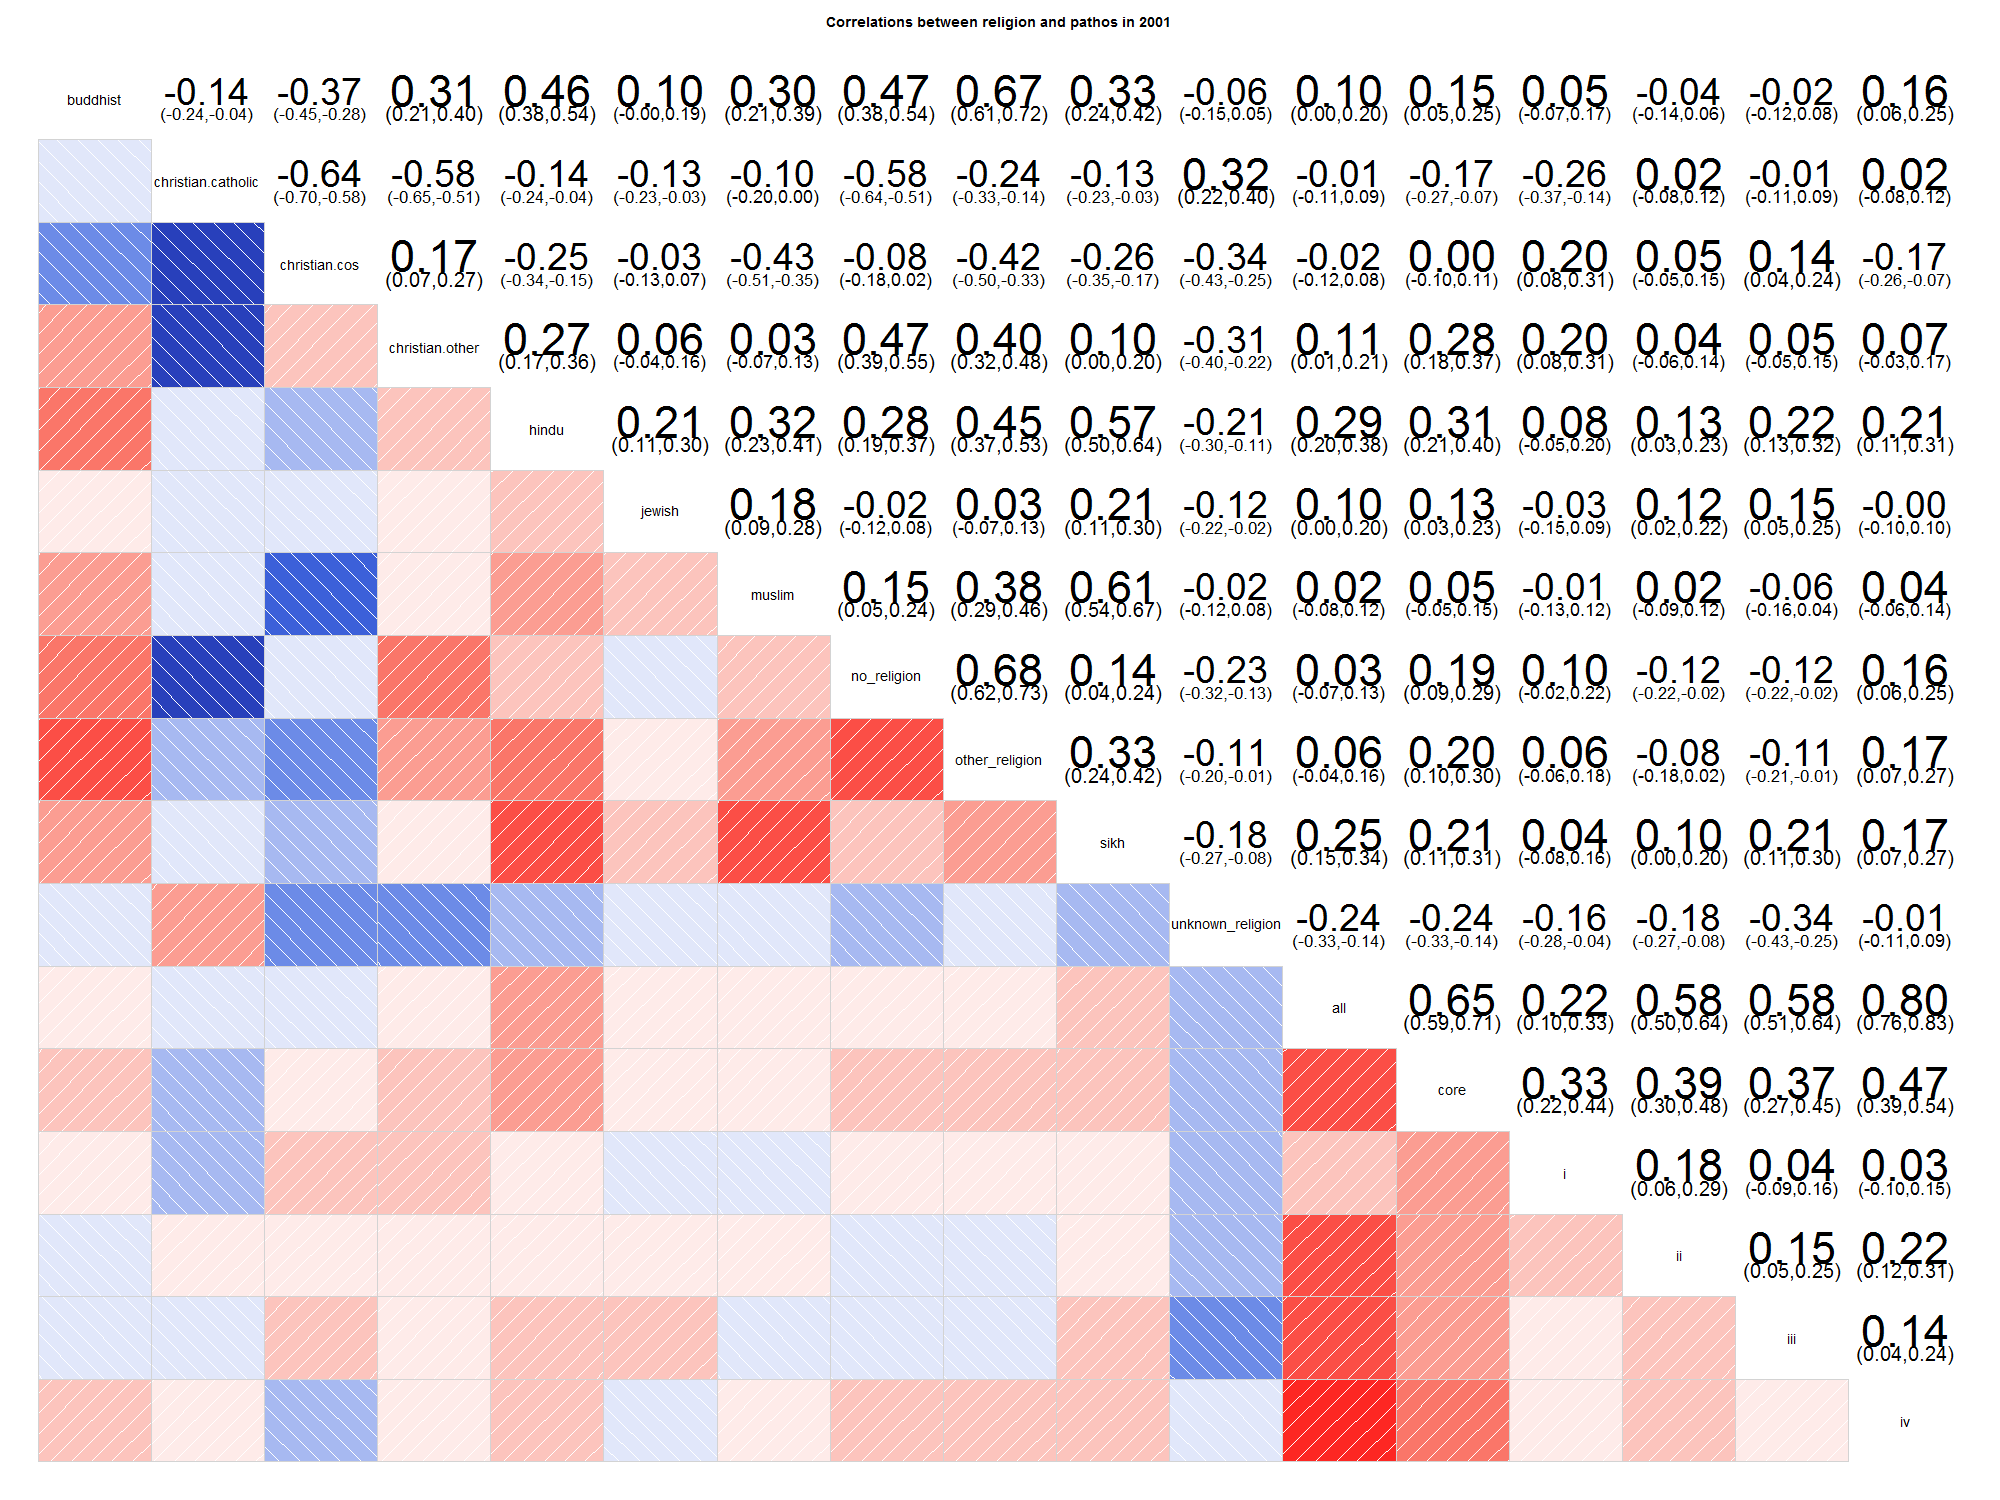 Correlations between religion and pathos in 2001
buddhist -0.14 -0.37 0.31 0.46 0.10 0.30 0.47 0.67 0.33 -0.06 0.10 0.15 0.05 -0.04 -0.02 0.16
(-0.24,-0.04) (-0.45,-0.28) (0.21,0.40) (0.38,0.54) (-0.00,0.19) (0.21,0.39) (0.38,0.54) (0.61,0.72) (0.24,0.42) (-0.15,0.05) (0.00,0.20) (0.05,0.25) (-0.07,0.17) (-0.14,0.06) (-0.12,0.08) (0.06,0.25)
christian.catholic -0.64 -0.58 -0.14 -0.13 -0.10 -0.58 -0.24 -0.13 0.32 -0.01 -0.17 -0.26 0.02 -0.01 0.02
(-0.70,-0.58) (-0.65,-0.51) (-0.24,-0.04) (-0.23,-0.03) (-0.20,0.00) (-0.64,-0.51) (-0.33,-0.14) (-0.23,-0.03) (0.22,0.40) (-0.11,0.09) (-0.27,-0.07) (-0.37,-0.14) (-0.08,0.12) (-0.11,0.09) (-0.08,0.12)
christian.cos 0.17 -0.25 -0.03 -0.43 -0.08 -0.42 -0.26 -0.34 -0.02 0.00 0.20 0.05 0.14 -0.17
(0.07,0.27) (-0.34,-0.15) (-0.13,0.07) (-0.51,-0.35) (-0.18,0.02) (-0.50,-0.33) (-0.35,-0.17) (-0.43,-0.25) (-0.12,0.08) (-0.10,0.11) (0.08,0.31) (-0.05,0.15) (0.04,0.24) (-0.26,-0.07)
christian.other 0.27 0.06 0.03 0.47 0.40 0.10 -0.31 0.11 0.28 0.20 0.04 0.05 0.07
(0.17,0.36) (-0.04,0.16) (-0.07,0.13) (0.39,0.55) (0.32,0.48) (0.00,0.20) (-0.40,-0.22) (0.01,0.21) (0.18,0.37) (0.08,0.31) (-0.06,0.14) (-0.05,0.15) (-0.03,0.17)
hindu 0.21 0.32 0.28 0.45 0.57 -0.21 0.29 0.31 0.08 0.13 0.22 0.21
(0.11,0.30) (0.23,0.41) (0.19,0.37) (0.37,0.53) (0.50,0.64) (-0.30,-0.11) (0.20,0.38) (0.21,0.40) (-0.05,0.20) (0.03,0.23) (0.13,0.32) (0.11,0.31)
jewish 0.18 -0.02 0.03 0.21 -0.12 0.10 0.13 -0.03 0.12 0.15 -0.00
(0.09,0.28) (-0.12,0.08) (-0.07,0.13) (0.11,0.30) (-0.22,-0.02) (0.00,0.20) (0.03,0.23) (-0.15,0.09) (0.02,0.22) (0.05,0.25) (-0.10,0.10)
muslim 0.15 0.38 0.61 -0.02 0.02 0.05 -0.01 0.02 -0.06 0.04
(0.05,0.24) (0.29,0.46) (0.54,0.67) (-0.12,0.08) (-0.08,0.12) (-0.05,0.15) (-0.13,0.12) (-0.09,0.12) (-0.16,0.04) (-0.06,0.14)
no_religion 0.68 0.14 -0.23 0.03 0.19 0.10 -0.12 -0.12 0.16
(0.62,0.73) (0.04,0.24) (-0.32,-0.13) (-0.07,0.13) (0.09,0.29) (-0.02,0.22) (-0.22,-0.02) (-0.22,-0.02) (0.06,0.25)
other_religion 0.33 -0.11 0.06 0.20 0.06 -0.08 -0.11 0.17
(0.24,0.42) (-0.20,-0.01) (-0.04,0.16) (0.10,0.30) (-0.06,0.18) (-0.18,0.02) (-0.21,-0.01) (0.07,0.27)
sikh -0.18 0.25 0.21 0.04 0.10 0.21 0.17
(-0.27,-0.08) (0.15,0.34) (0.11,0.31) (-0.08,0.16) (0.00,0.20) (0.11,0.30) (0.07,0.27)
unknown_religion -0.24 -0.24 -0.16 -0.18 -0.34 -0.01
(-0.33,-0.14) (-0.33,-0.14) (-0.28,-0.04) (-0.27,-0.08) (-0.43,-0.25) (-0.11,0.09)
all 0.65 0.22 0.58 0.58 0.80
(0.59,0.71) (0.10,0.33) (0.50,0.64) (0.51,0.64) (0.76,0.83)
core 0.33 0.39 0.37 0.47
(0.22,0.44) (0.30,0.48) (0.27,0.45) (0.39,0.54)
i 0.18 0.04 0.03
(0.06,0.29) (-0.09,0.16) (-0.10,0.15)
ii 0.15 0.22
(0.05,0.25) (0.12,0.31)
iii 0.14
(0.04,0.24)
iv